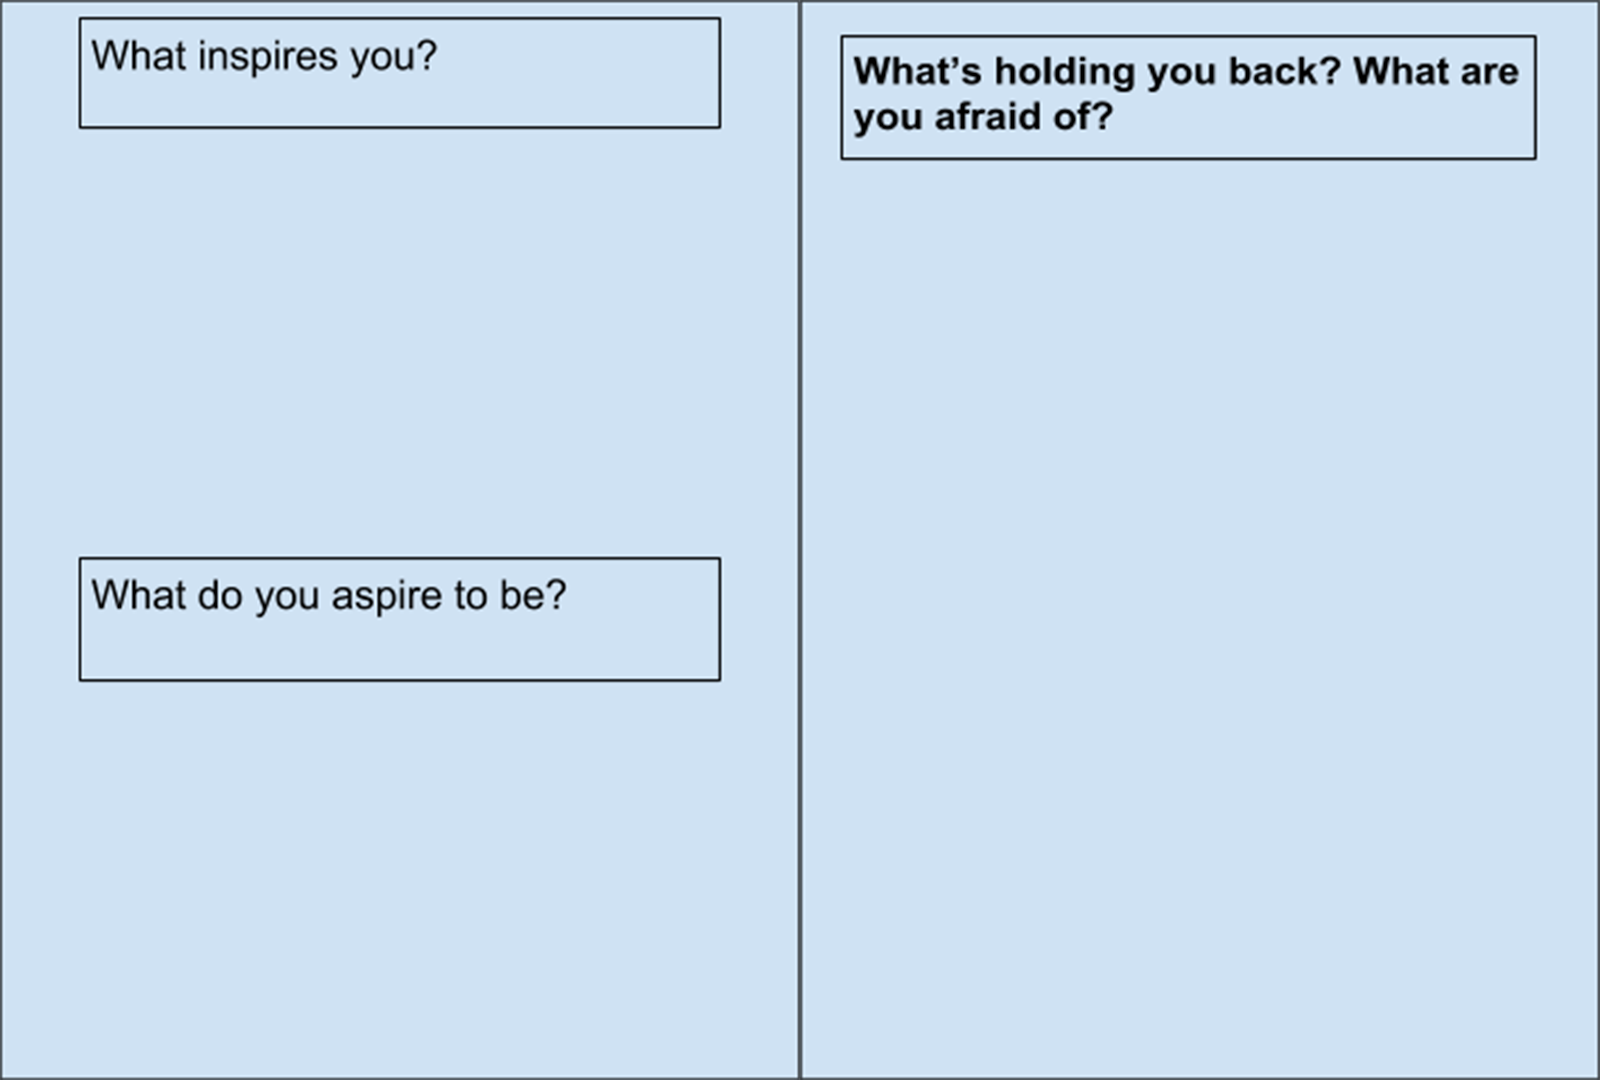 What inspires you?
What do you aspire to be?
What’s holding you back? What are
you afraid of?